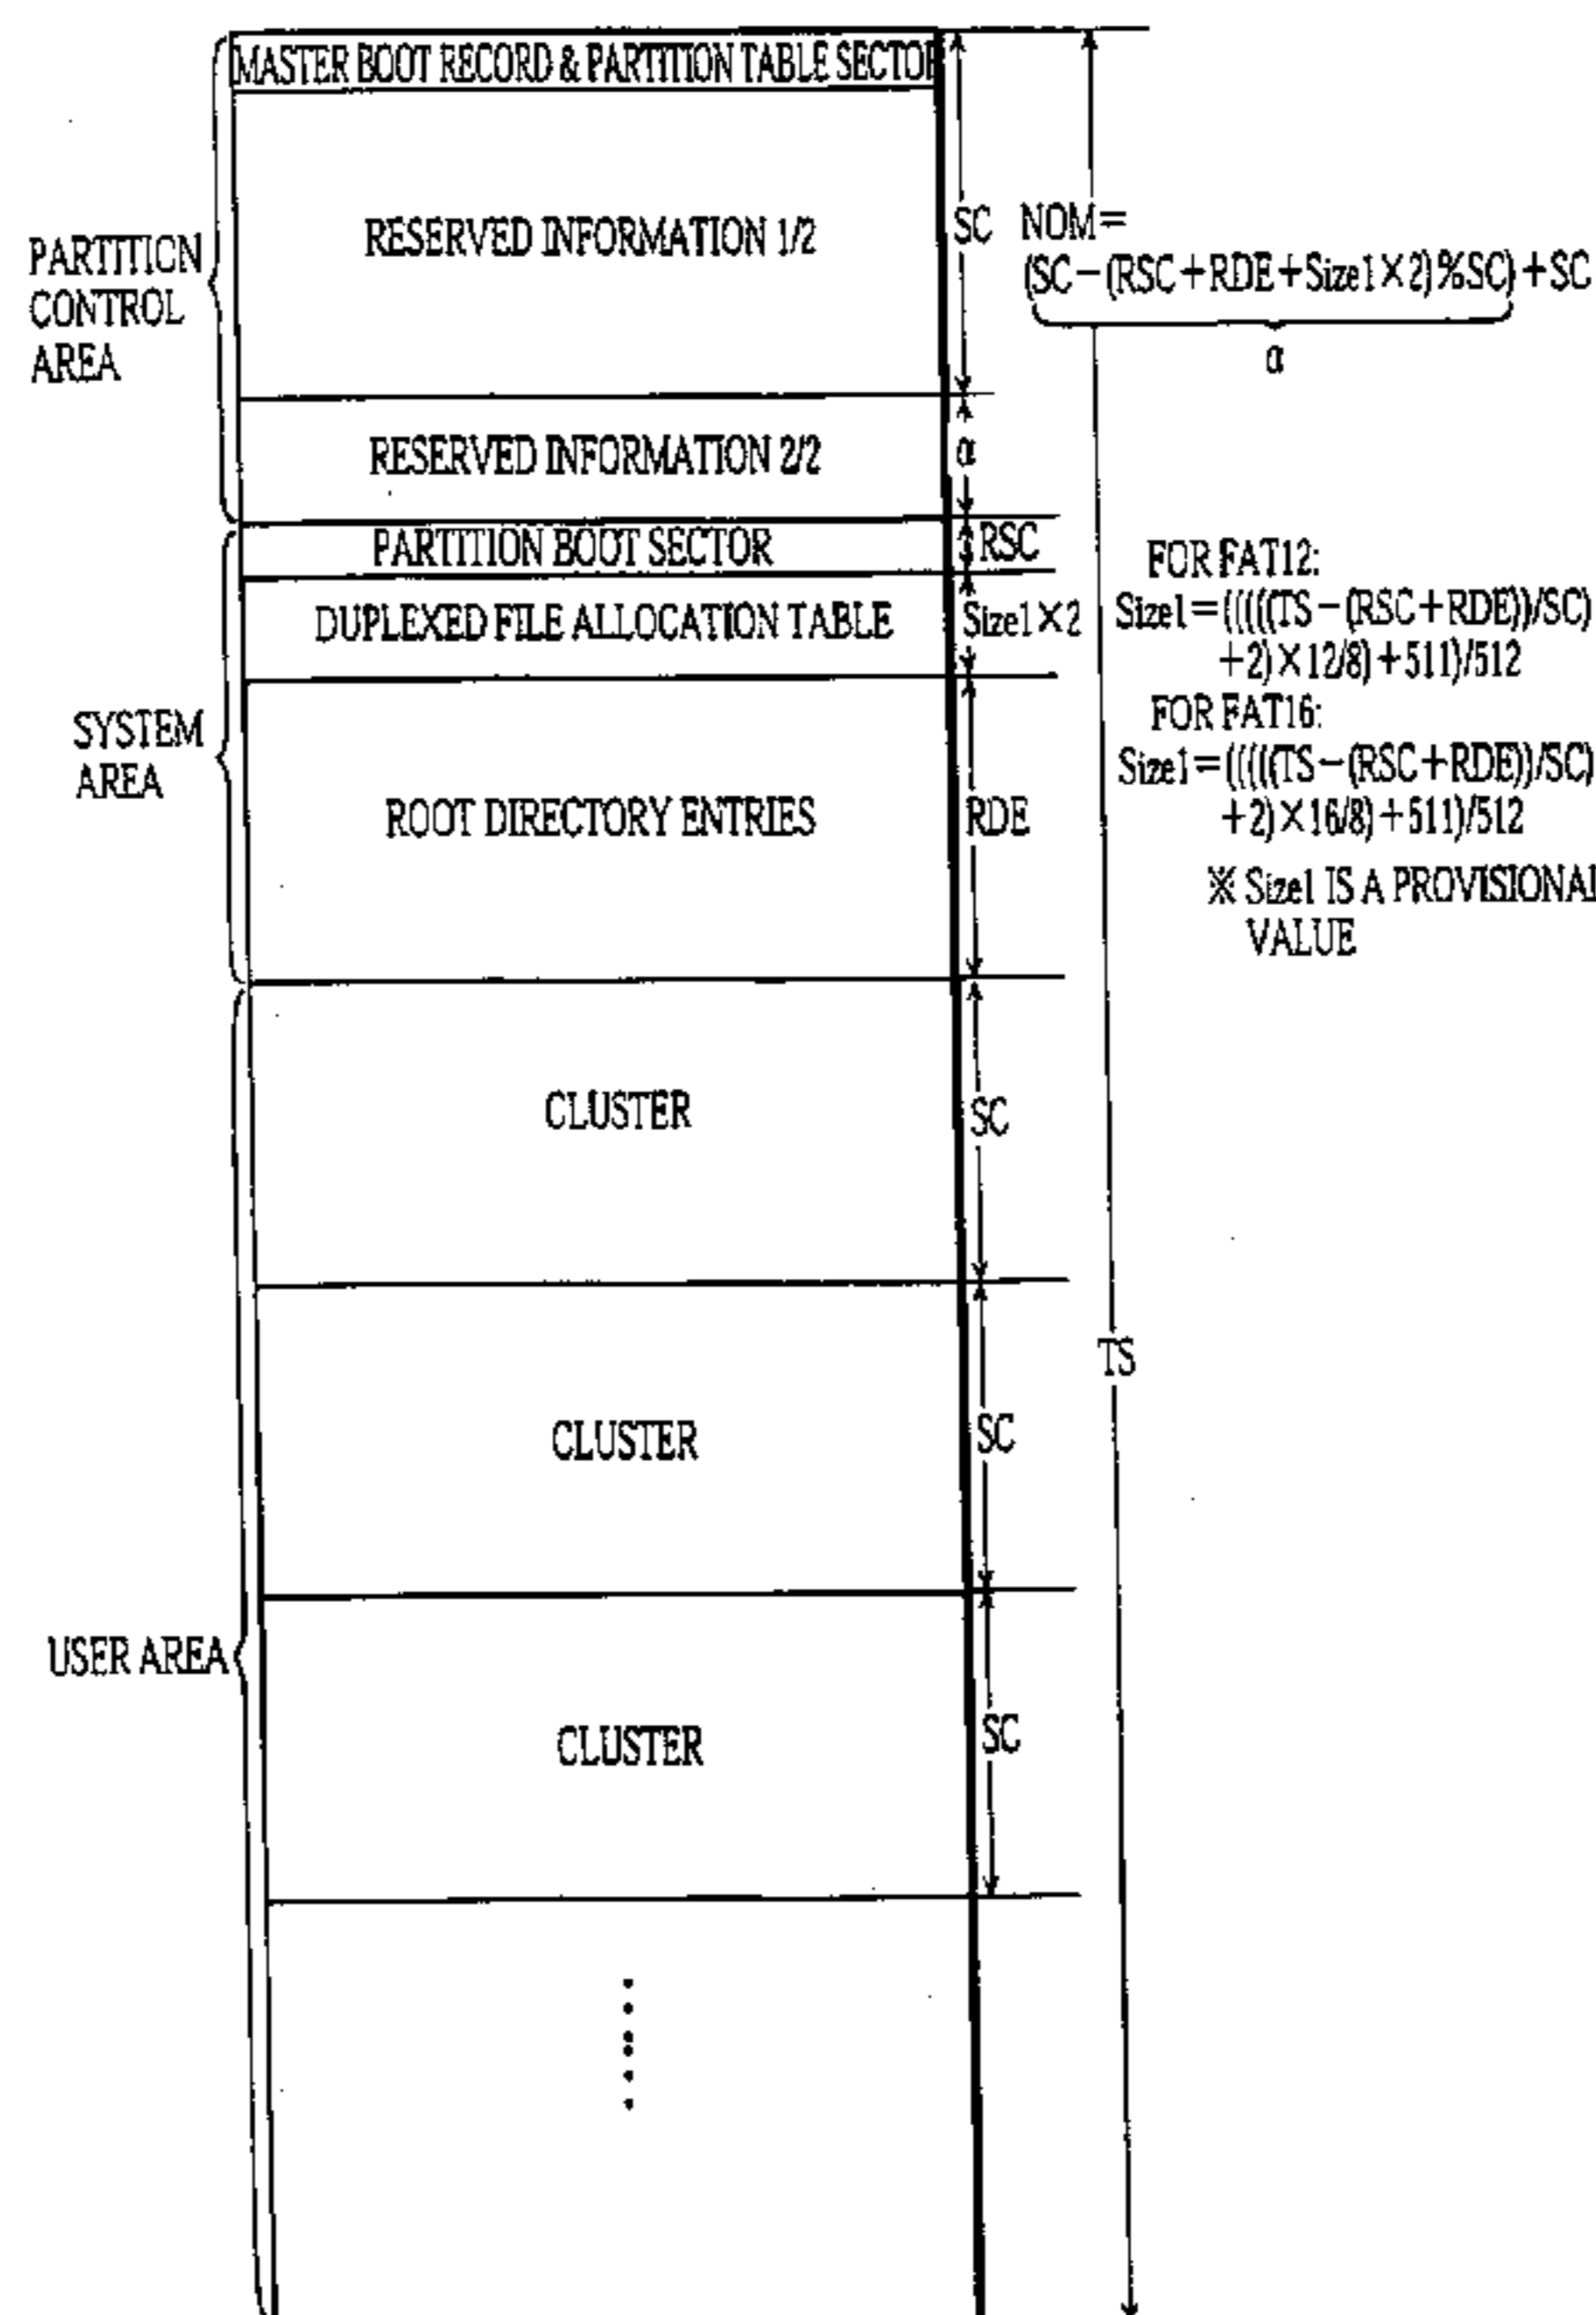 MASTER BOOT RECORD & PARTITION TABLE SECTOR
PARTITION
CONTROL
AREA
RESERVED INFORMATION 1/2
SC
NOM=
(SC-(RSC+RDE+Size1×2)%SC)+SC
α
RESERVED INFORMATION 2/2
α
PARTITION BOOT SECTOR
RSC
DUPLEXED FILE ALLOCATION TABLE
Size1×2
FOR FAT12:
Size1=(((((TS-(RSC+RDE))/SC)
+2)×12/8)+511)/512
FOR FAT16:
Size1=(((((TS-(RSC+RDE))/SC)
+2)×16/8)+511)/512
※ Size1 IS A PROVISIONAL
VALUE
SYSTEM
AREA
ROOT DIRECTORY ENTRIES
RDE
CLUSTER
SC
TS
CLUSTER
SC
USER AREA
CLUSTER
SC